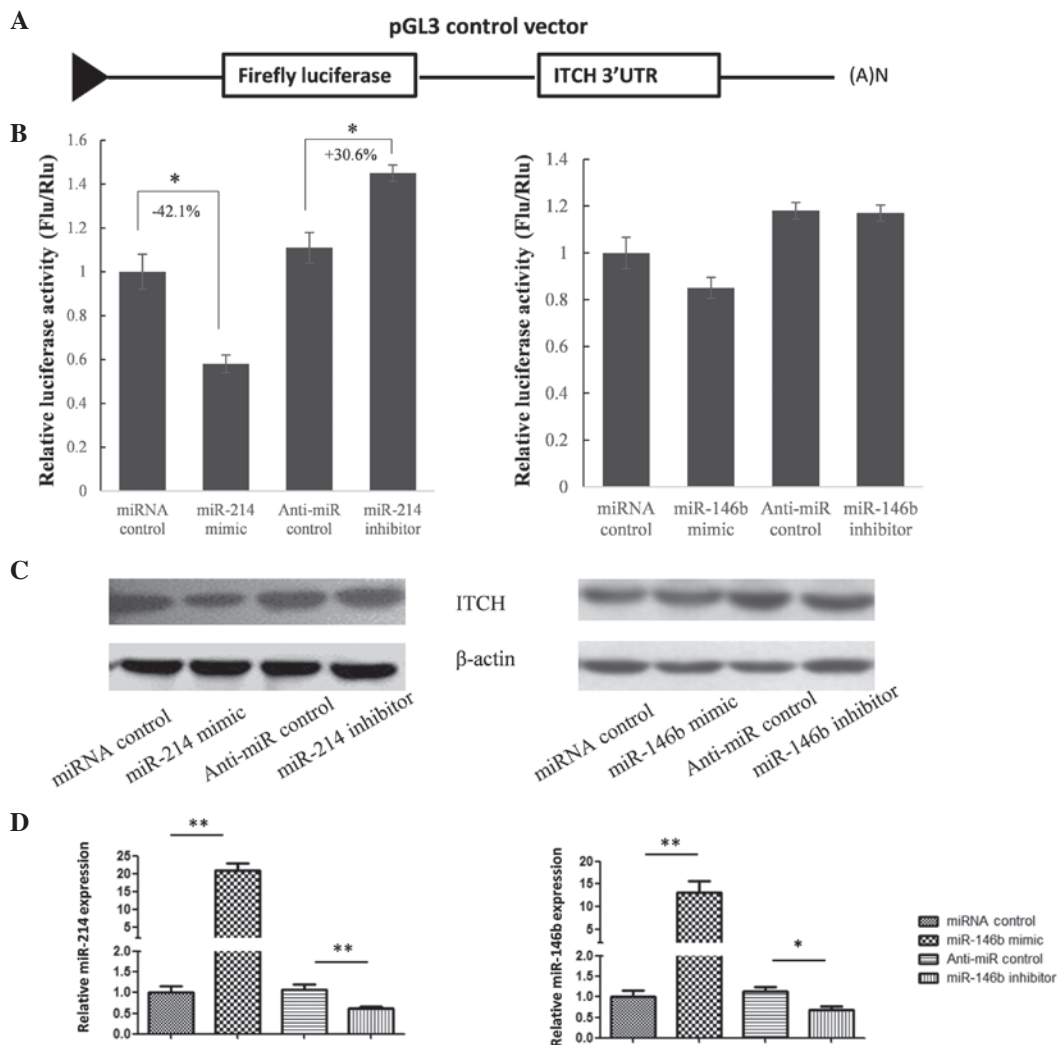 A
pGL3 control vector
Firefly luciferase
ITCH 3'UTR
(A)N
B
Relative luciferase activity (Flu/Rlu)
1.6
1.4
1.2
1
0.8
0.6
0.4
0.2
0
*
-42.1%
*
+30.6%
miRNA control
miR-214 mimic
Anti-miR control
miR-214 inhibitor
Relative luciferase activity (Flu/Rlu)
1.4
1.2
1
0.8
0.6
0.4
0.2
0
miRNA control
miR-146b mimic
Anti-miR control
miR-146b inhibitor
C
ITCH
β-actin
miRNA control
miR-214 mimic
Anti-miR control
miR-214 inhibitor
miRNA control
miR-146b mimic
Anti-miR control
miR-146b inhibitor
D
Relative miR-214 expression
25
20
15
10
5
2.0
1.5
1.0
0.5
0.0
**
**
Relative miR-146b expression
20
15
10
5
2.0
1.5
1.0
0.5
0.0
**
*
miRNA control
miR-146b mimic
Anti-miR control
miR-146b inhibitor